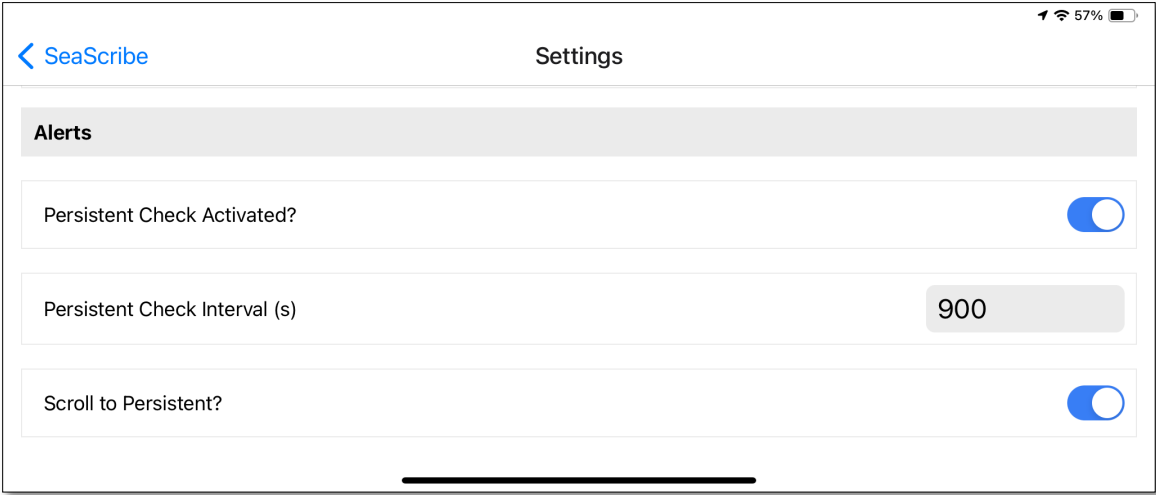 57%
SeaScribe
Settings
Alerts
Persistent Check Activated?
Persistent Check Interval (s)
900
Scroll to Persistent?